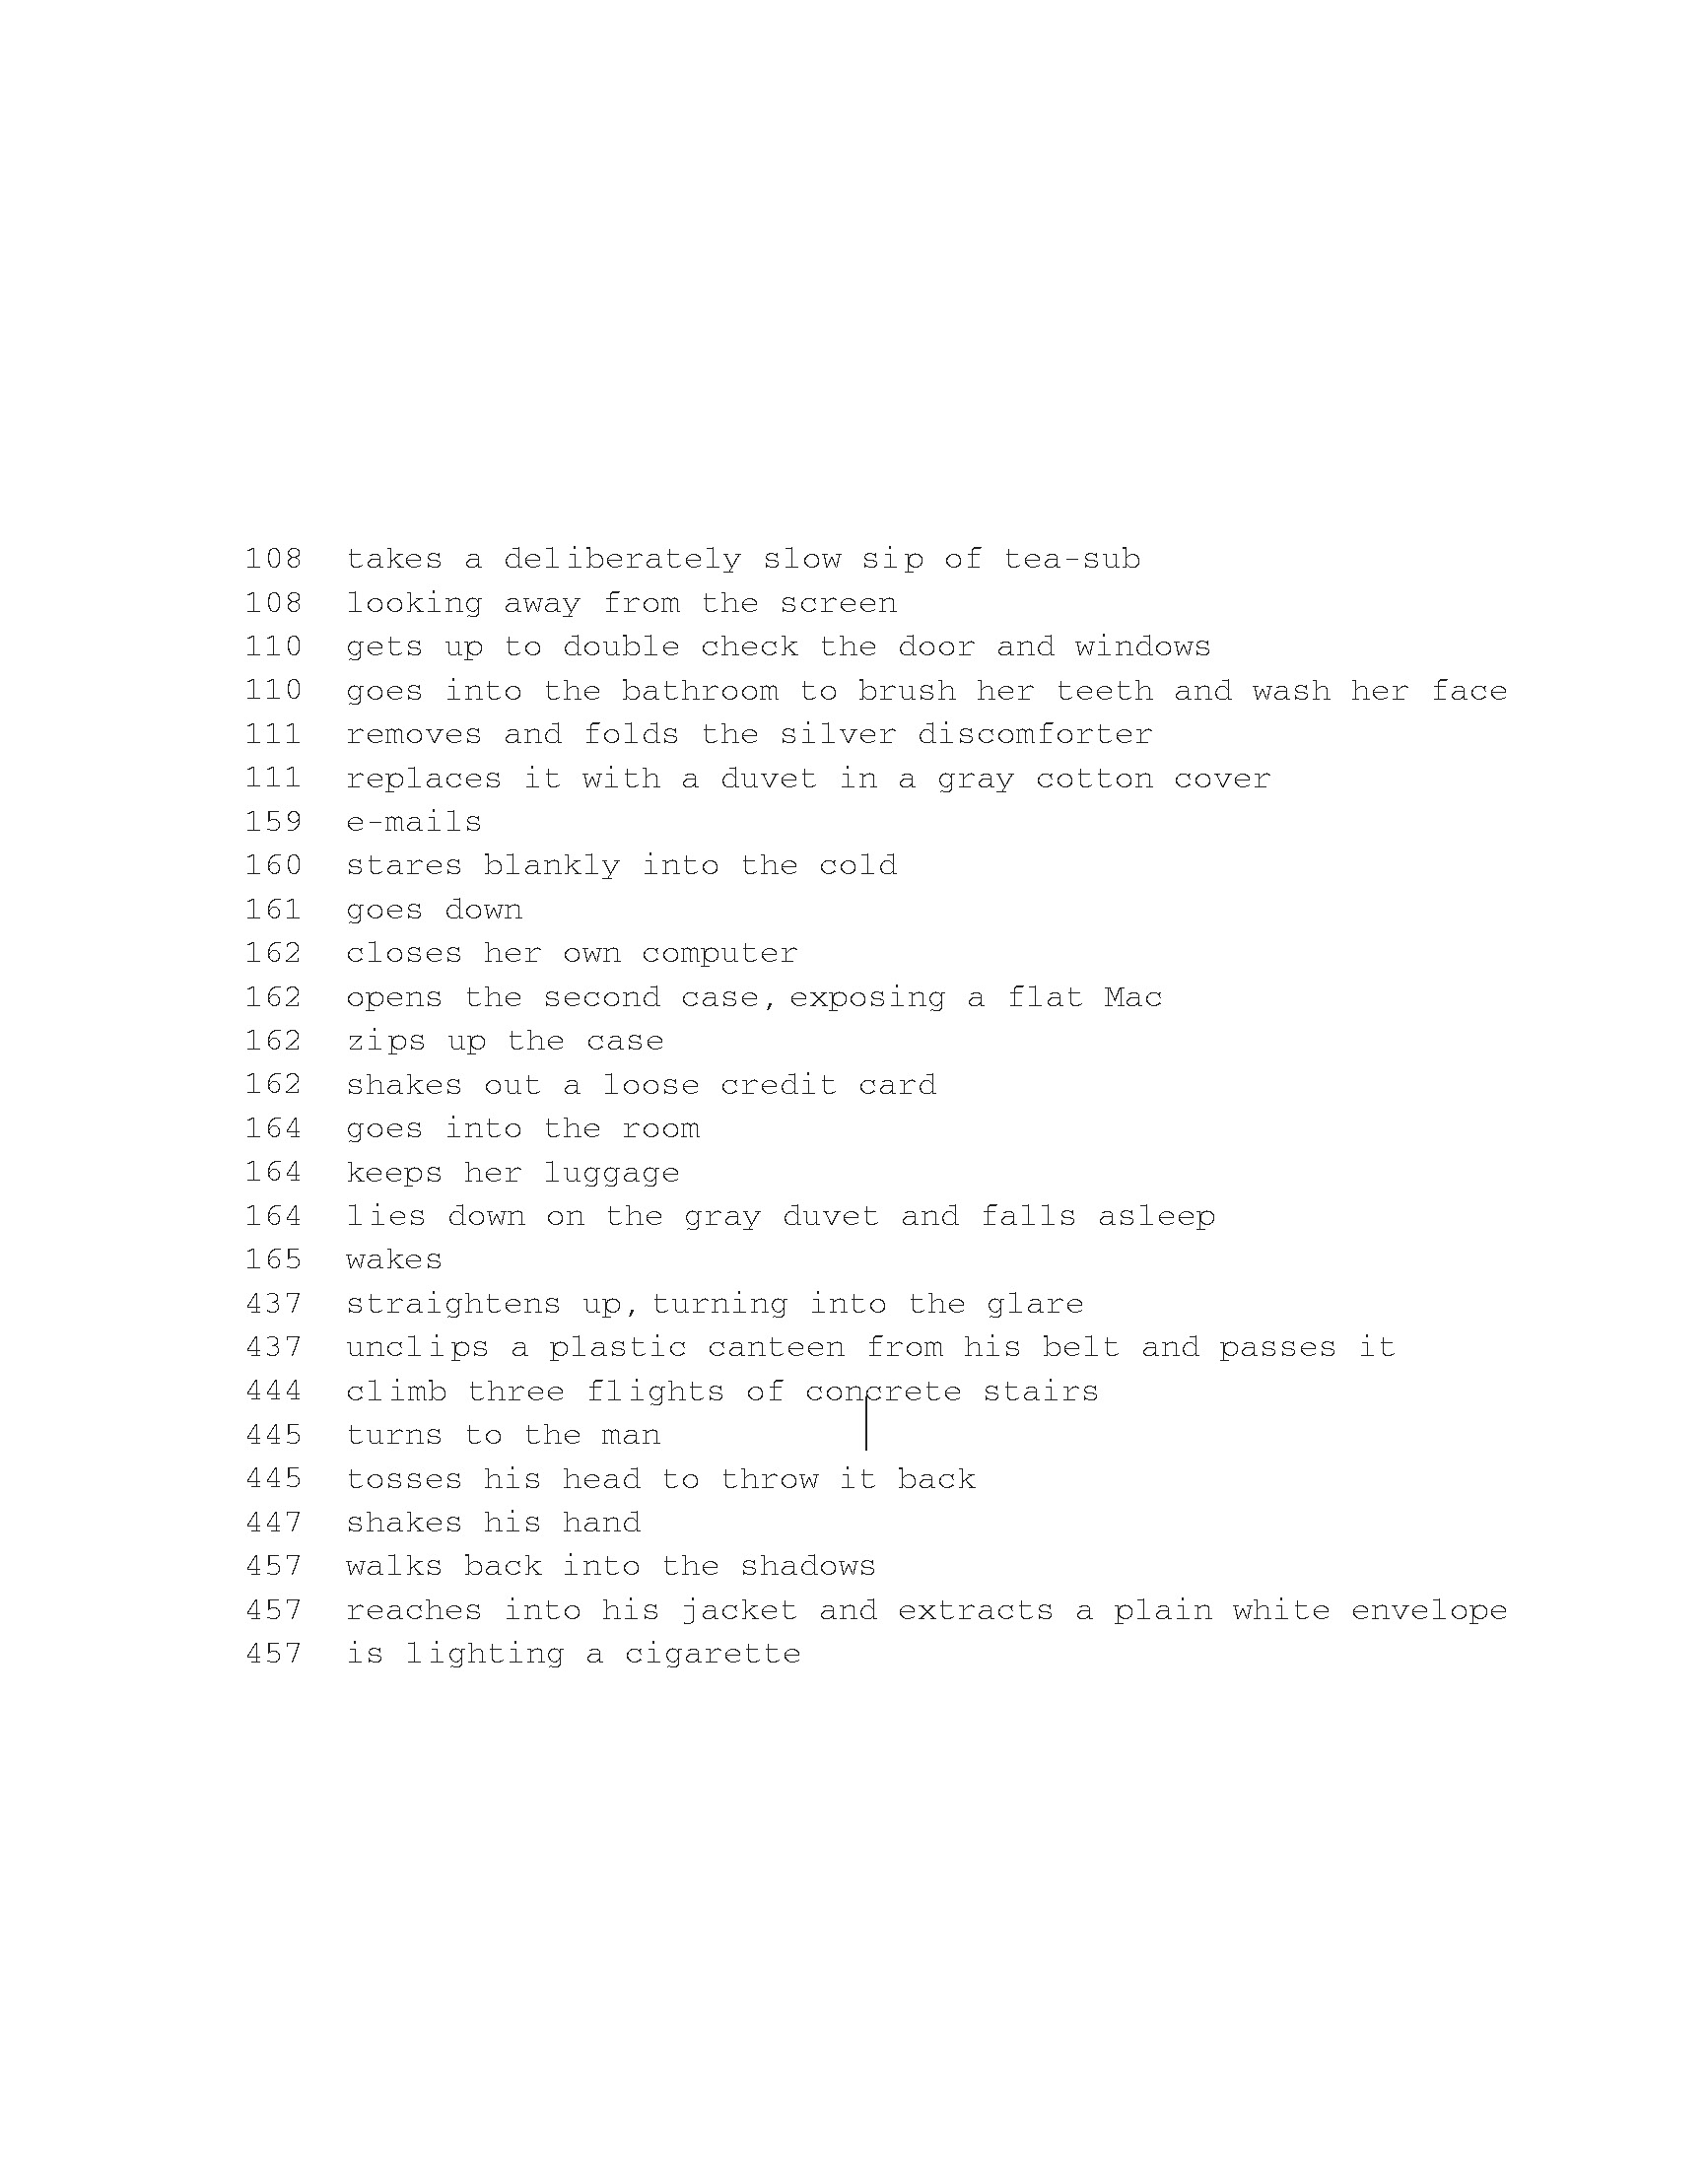 108 takes a deliberately slow sip of tea-sub
108 looking away from the screen
110 gets up to double check the door and windows
110 goes into the bathroom to brush her teeth and wash her face
111 removes and folds the silver discomforter
111 replaces it with a duvet in a gray cotton cover
159 e-mails
160 stares blankly into the cold
161 goes down
162 closes her own computer
162 opens the second case, exposing a flat Mac
162 zips up the case
162 shakes out a loose credit card
164 goes into the room
164 keeps her luggage
164 lies down on the gray duvet and falls asleep
165 wakes
437 straightens up, turning into the glare
437 unclips a plastic canteen from his belt and passes it
444 climb three flights of concrete stairs
445 turns to the man
445 tosses his head to throw it back
447 shakes his hand
457 walks back into the shadows
457 reaches into his jacket and extracts a plain white envelope
457 is lighting a cigarette